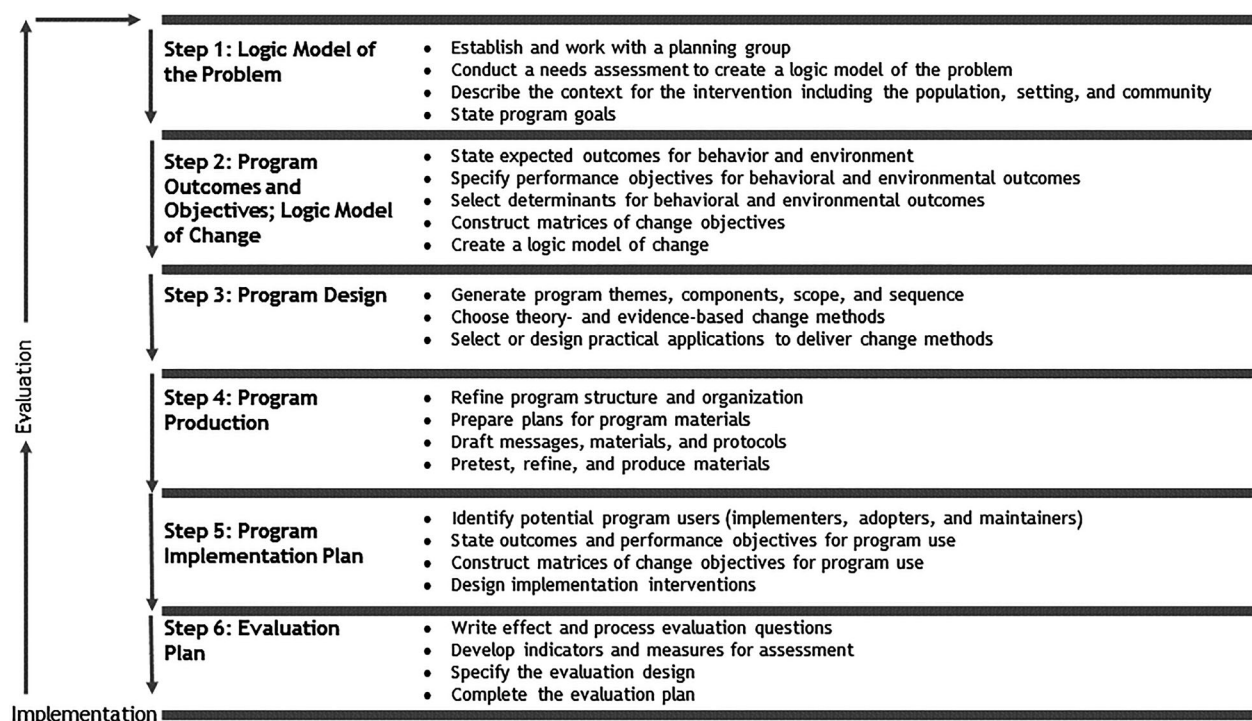 Step 1: Logic Model of
the Problem
• Establish and work with a planning group
• Conduct a needs assessment to create a logic model of the problem
• Describe the context for the intervention including the population, setting, and community
• State program goals
Step 2: Program
Outcomes and
Objectives; Logic Model
of Change
• State expected outcomes for behavior and environment
• Specify performance objectives for behavioral and environmental outcomes
• Select determinants for behavioral and environmental outcomes
• Construct matrices of change objectives
• Create a logic model of change
Step 3: Program Design
• Generate program themes, components, scope, and sequence
• Choose theory- and evidence-based change methods
• Select or design practical applications to deliver change methods
Step 4: Program
Production
• Refine program structure and organization
• Prepare plans for program materials
• Draft messages, materials, and protocols
• Pretest, refine, and produce materials
Step 5: Program
Implementation Plan
• Identify potential program users (implementers, adopters, and maintainers)
• State outcomes and performance objectives for program use
• Construct matrices of change objectives for program use
• Design implementation interventions
Step 6: Evaluation
Plan
• Write effect and process evaluation questions
• Develop indicators and measures for assessment
• Specify the evaluation design
• Complete the evaluation plan
Evaluation
Implementation